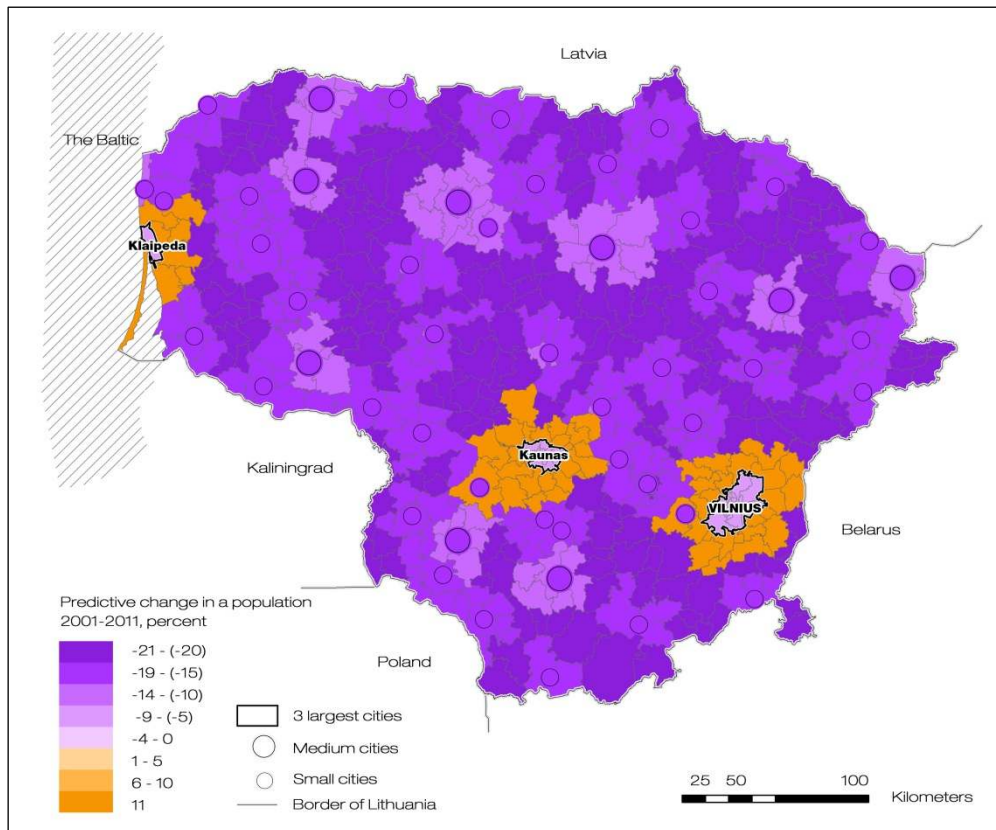 Latvia
The Baltic
Klaipeda
Kaunas
Kaliningrad
VILNIUS
Belarus
Predictive change in a population
2001-2011, percent
-21 - (-20)
-19 - (-15)
-14 - (-10)
-9 - (-5)
-4 - 0
1 - 5
6 - 10
11
Poland
3 largest cities
Medium cities
Small cities
Border of Lithuania
25 50 100
Kilometers